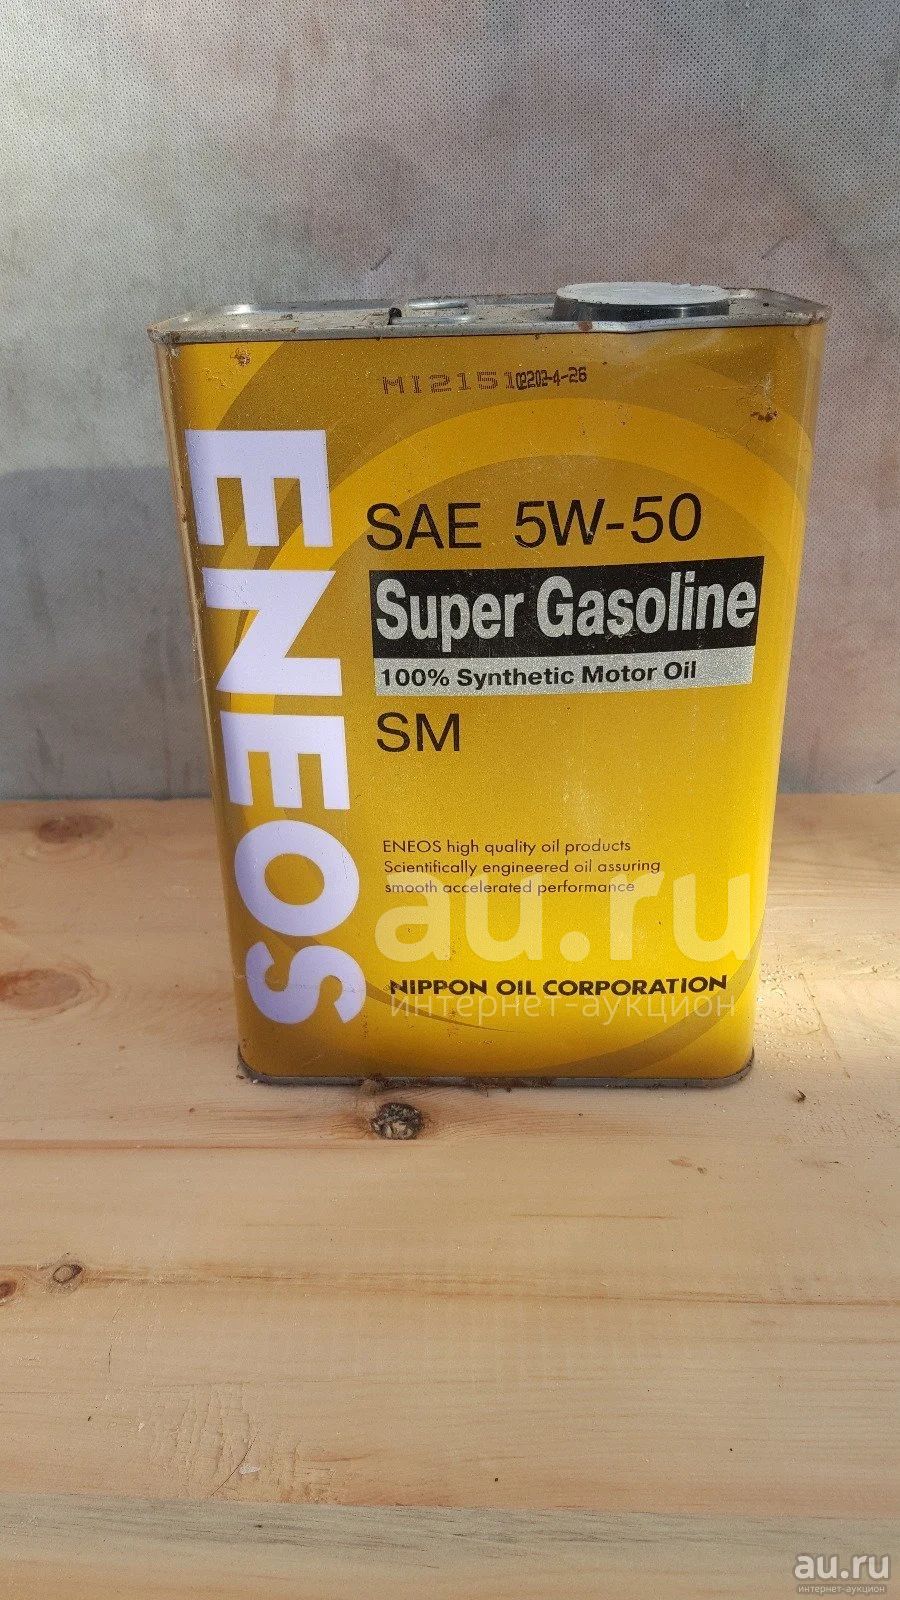 MI2151
ENEOS
SAE 5W-50
Super Gasoline
100% Synthetic Motor Oil
SM
ENEOS high quality oil products
Scientifically engineered oil assuring
smooth accelerated performance
au.ru
NIPPON OIL CORPORATION
интернет-аукцион
au.ru
интернет-аукцион